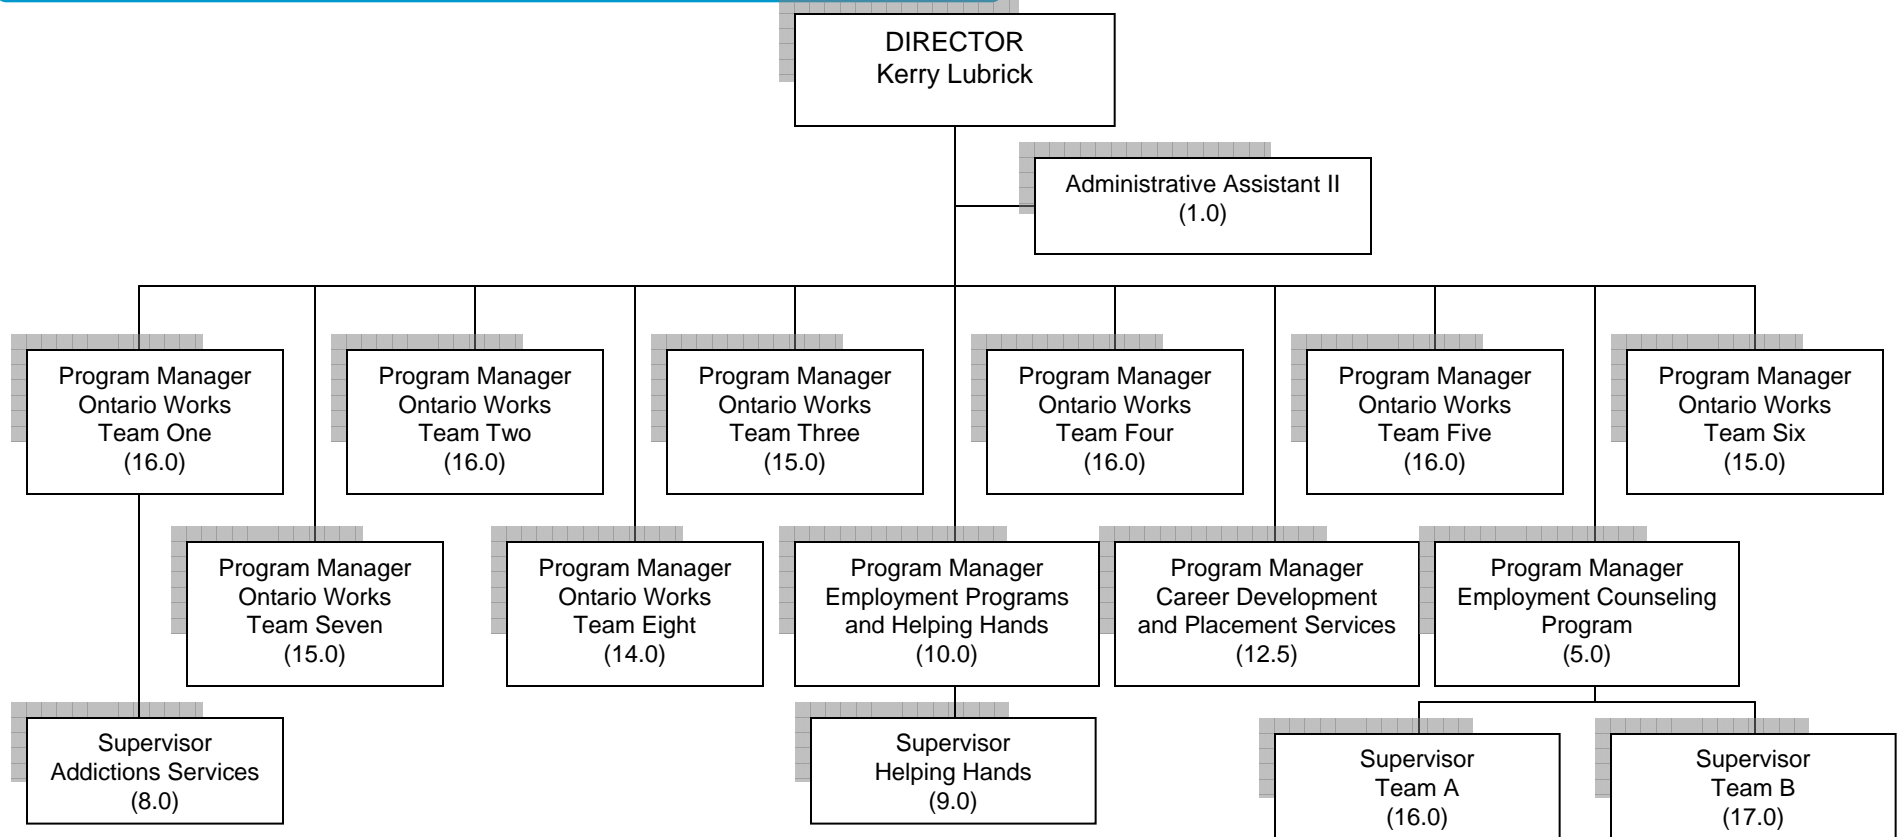 DIRECTOR
Kerry Lubrick
Administrative Assistant II
(1.0)
Program Manager
Ontario Works
Team One
(16.0)
Program Manager
Ontario Works
Team Two
(16.0)
Program Manager
Ontario Works
Team Three
(15.0)
Program Manager
Ontario Works
Team Four
(16.0)
Program Manager
Ontario Works
Team Five
(16.0)
Program Manager
Ontario Works
Team Six
(15.0)
Program Manager
Ontario Works
Team Seven
(15.0)
Program Manager
Ontario Works
Team Eight
(14.0)
Program Manager
Employment Programs
and Helping Hands
(10.0)
Program Manager
Career Development
and Placement Services
(12.5)
Program Manager
Employment Counseling
Program
(5.0)
Supervisor
Addictions Services
(8.0)
Supervisor
Helping Hands
(9.0)
Supervisor
Team A
(16.0)
Supervisor
Team B
(17.0)